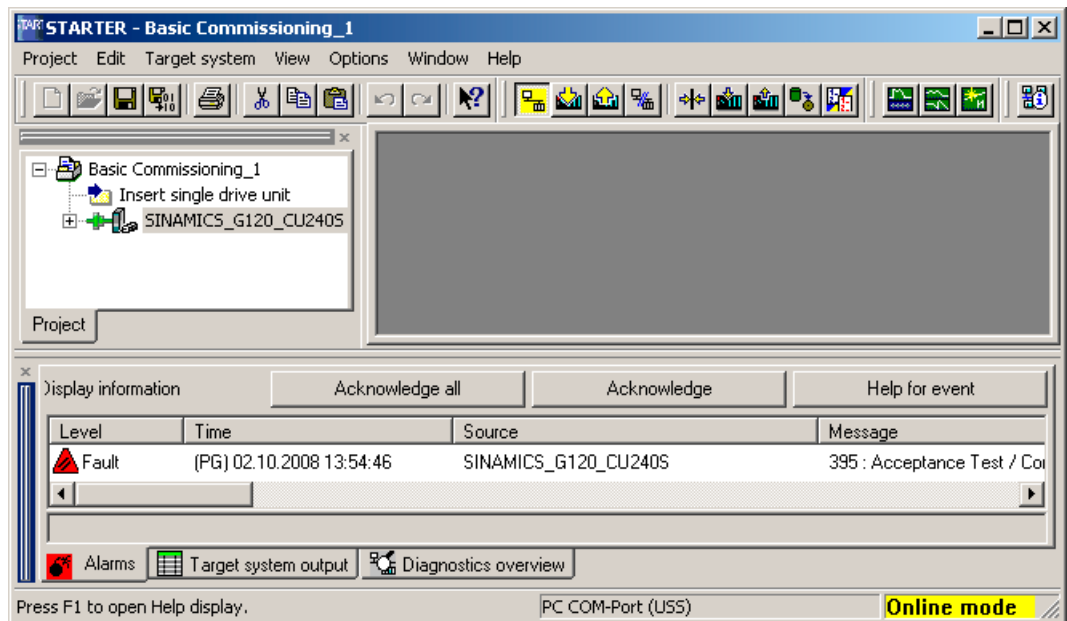 STARTER - Basic Commissioning_1
Project Edit Target system View Options Window Help
Basic Commissioning_1
Insert single drive unit
SINAMICS_G120_CU240S
Project
Display information Acknowledge all Acknowledge Help for event
Level Time Source Message
Fault (PG) 02.10.2008 13:54:46 SINAMICS_G120_CU240S 395 : Acceptance Test / Co
Alarms Target system output Diagnostics overview
Press F1 to open Help display. PC COM-Port (USS) Online mode